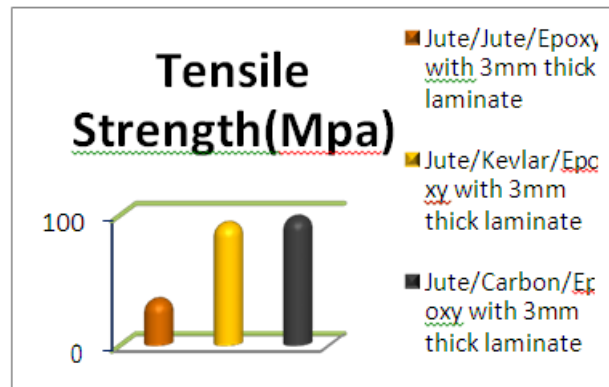 Tensile
Strength(Mpa)
100
0
Jute/Jute/Epoxy
with 3mm thick
laminate
Jute/Kevlar/Epo
xy with 3mm
thick laminate
Jute/Carbon/Ep
oxy with 3mm
thick laminate